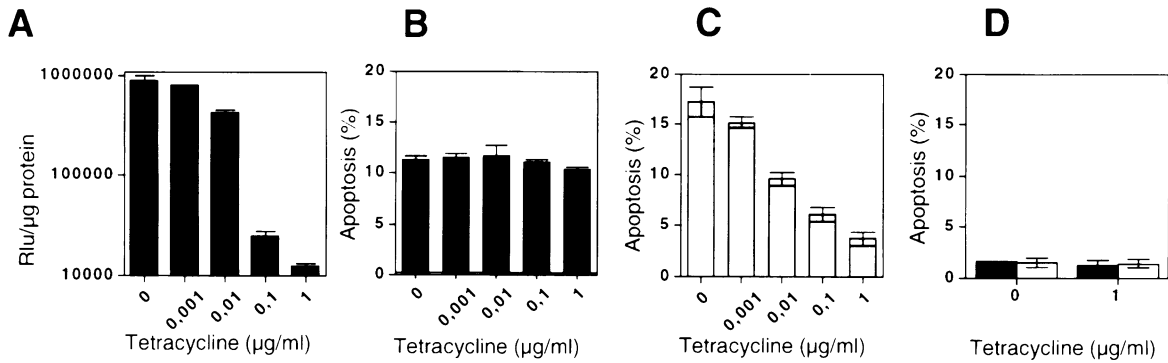 A
B
C
D
Rlu/µg protein
1000000
100000
10000
0
0,001
0,01
0,1
1
Tetracycline (µg/ml)
Apoptosis (%)
20
15
10
5
0
0
0,001
0,01
0,1
1
Tetracycline (µg/ml)
Apoptosis (%)
20
15
10
5
0
0
0,001
0,01
0,1
1
Tetracycline (µg/ml)
Apoptosis (%)
20
15
10
5
0
0
1
Tetracycline (µg/ml)